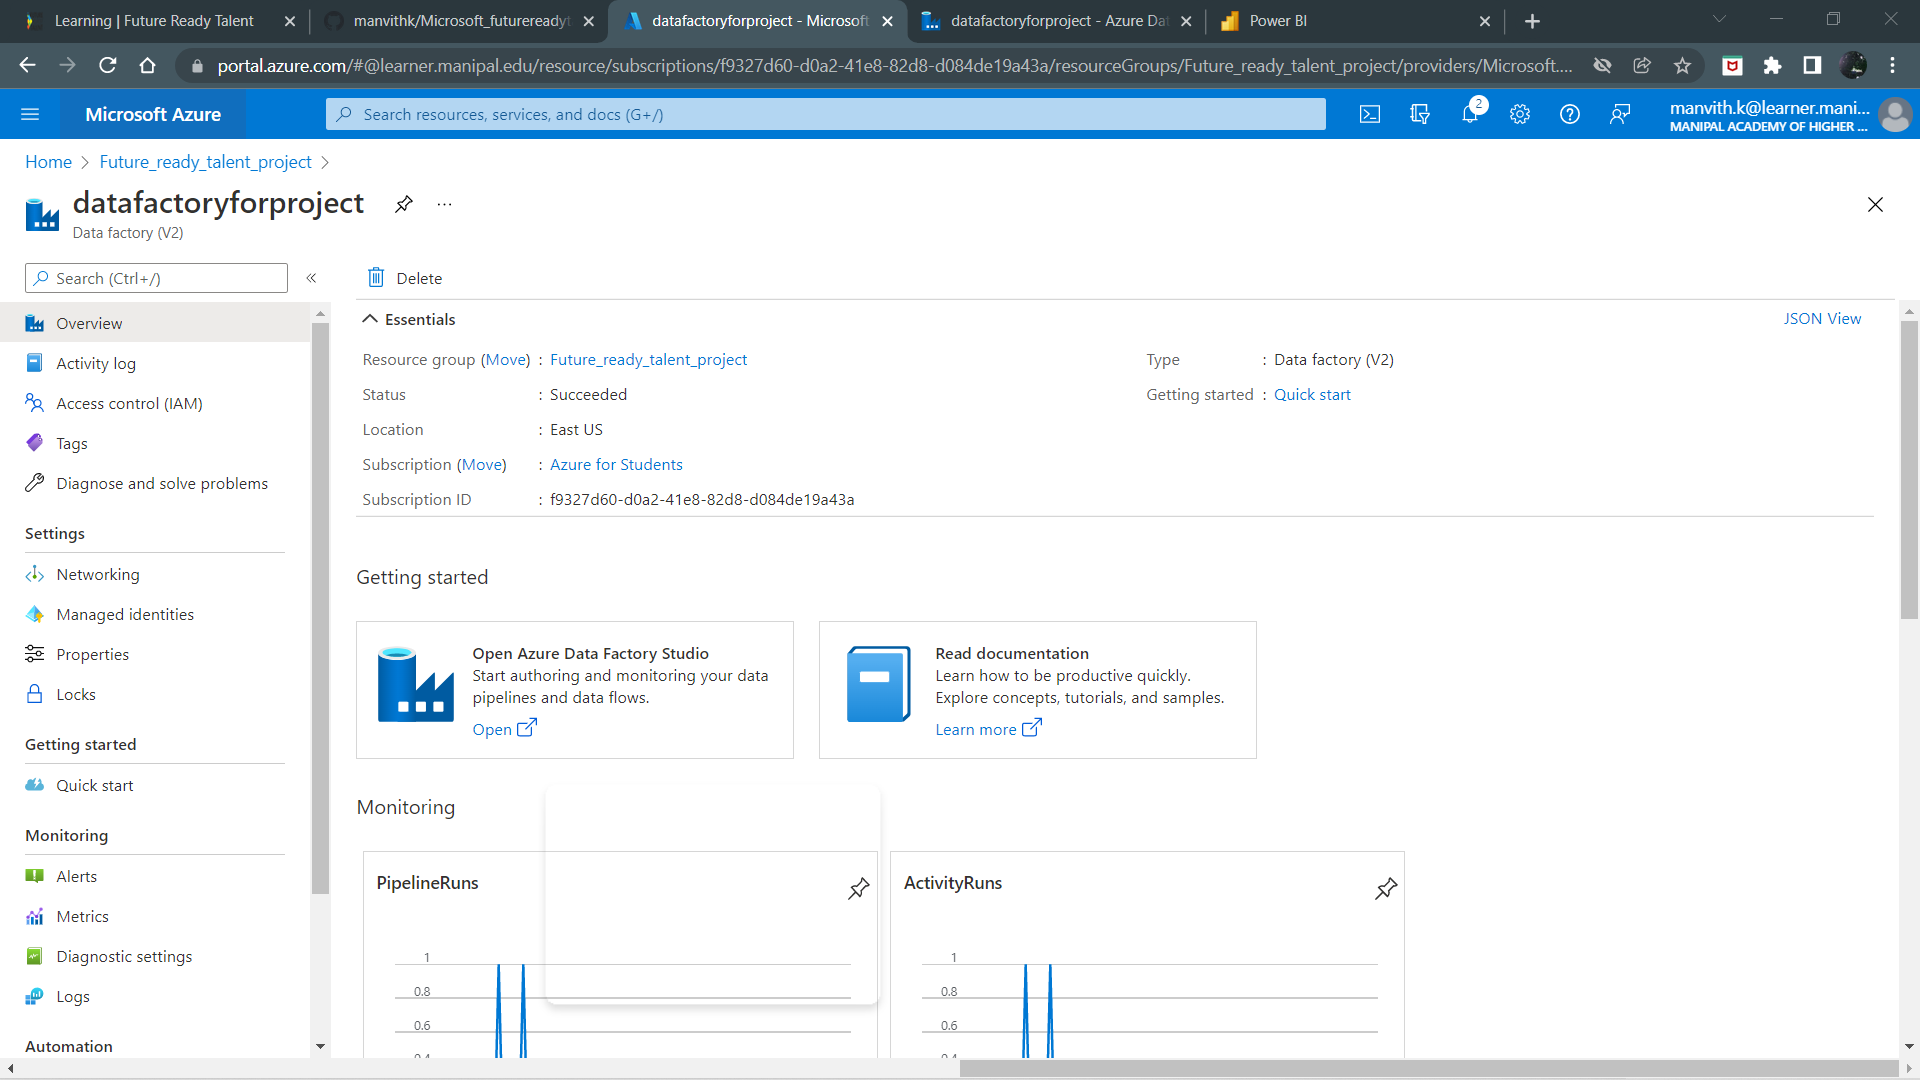 Learning | Future Ready Talent
manvithk/Microsoft_futureready
datafactoryforproject - Microsoft
datafactoryforproject - Azure Da
Power BI
portal.azure.com/#@learner.manipal.edu/resource/subscriptions/f9327d60-d0a2-41e8-82d8-d084de19a43a/resourceGroups/Future_ready_talent_project/providers/Microsoft....
Microsoft Azure
Search resources, services, and docs (G+/)
2
manvith.k@learner.mani...
MANIPAL ACADEMY OF HIGHER ...
Home
Future_ready_talent_project
datafactoryforproject
...
Data factory (V2)
Search (Ctrl+/)
«
Overview
Activity log
Access control (IAM)
Tags
Diagnose and solve problems
Settings
Networking
Managed identities
Properties
Locks
Getting started
Quick start
Monitoring
Alerts
Metrics
Diagnostic settings
Logs
Automation
Delete
Essentials
JSON View
Resource group (Move) : Future_ready_talent_project
Status : Succeeded
Location : East US
Subscription (Move) : Azure for Students
Subscription ID : f9327d60-d0a2-41e8-82d8-d084de19a43a
Type : Data factory (V2)
Getting started : Quick start
Getting started
Open Azure Data Factory Studio
Start authoring and monitoring your data
pipelines and data flows.
Open
Read documentation
Learn how to be productive quickly.
Explore concepts, tutorials, and samples.
Learn more
Monitoring
PipelineRuns
1
0.8
0.6
0.4
ActivityRuns
1
0.8
0.6
0.4